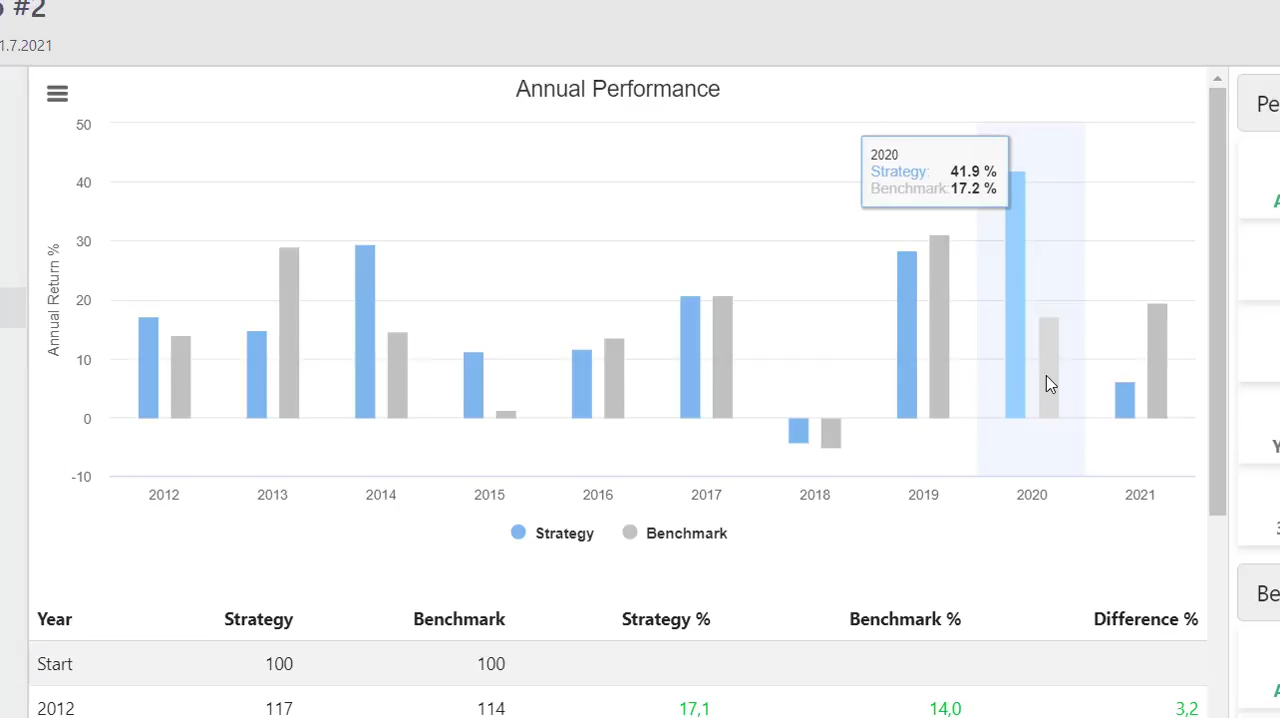 #2
1.7.2021
Annual Performance
Pe
50
40
30
20
10
0
-10
Annual Return %
2020
Strategy: 41.9 %
Benchmark: 17.2 %
2012 2013 2014 2015 2016 2017 2018 2019 2020 2021
Strategy Benchmark
Be
Year Strategy Benchmark Strategy % Benchmark % Difference %
Start 100 100
2012 117 114 17,1 14,0 3,2